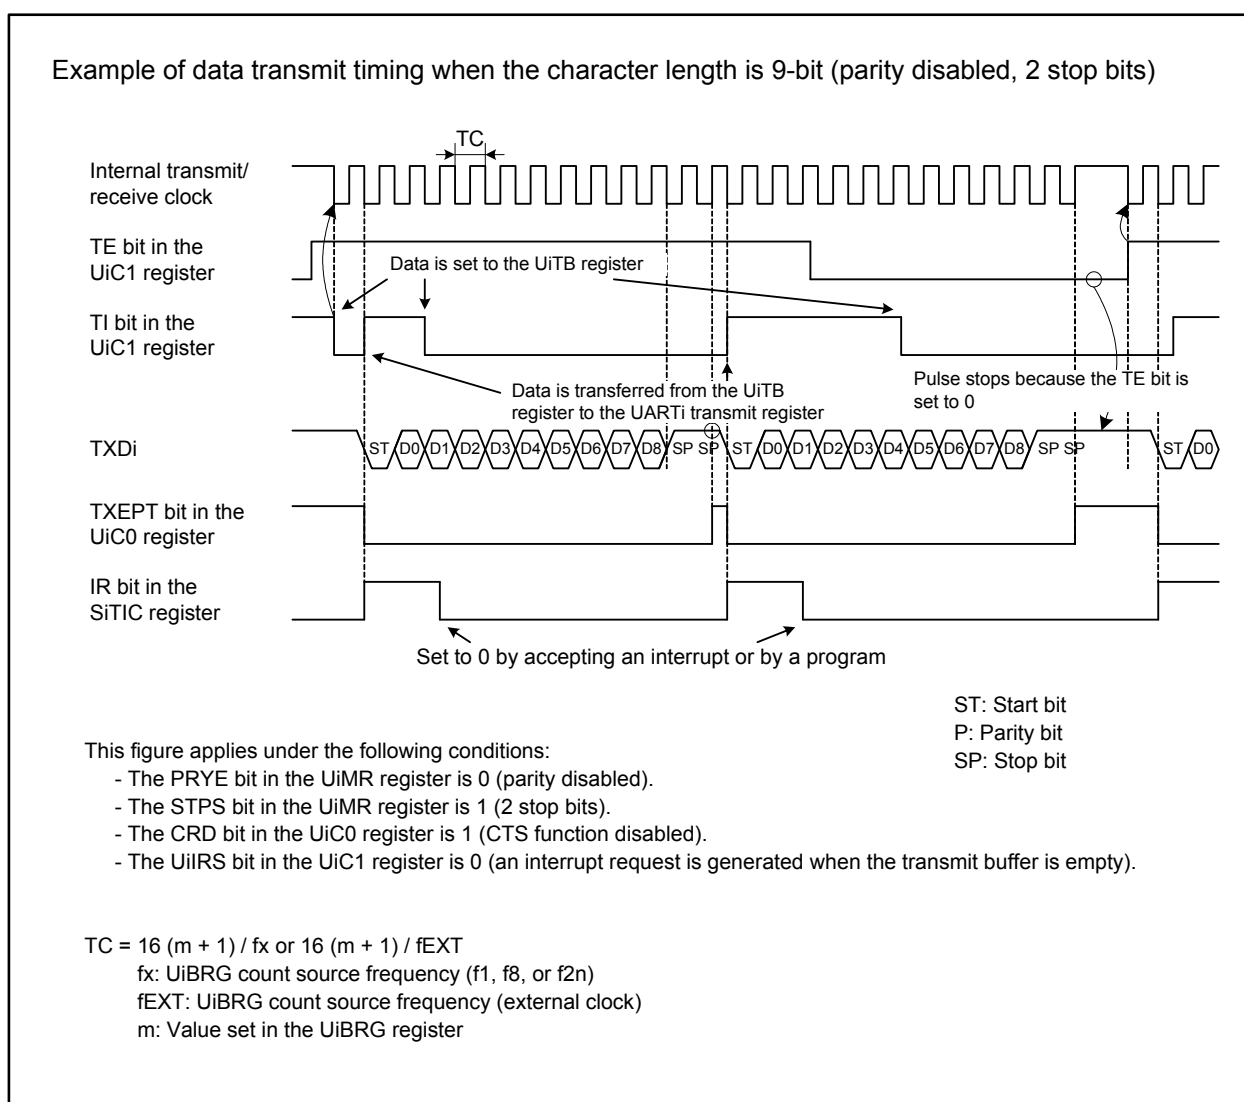 Example of data transmit timing when the character length is 9-bit (parity disabled, 2 stop bits)
TC
Internal transmit/
receive clock
TE bit in the
UiC1 register
Data is set to the UiTB register
TI bit in the
UiC1 register
Data is transferred from the UiTB
register to the UARTi transmit register
Pulse stops because the TE bit is
set to 0
TXDi
ST D0 D1 D2 D3 D4 D5 D6 D7 D8 SP SP ST D0 D1 D2 D3 D4 D5 D6 D7 D8 SP SP ST D0
TXEPT bit in the
UiC0 register
IR bit in the
SiTIC register
Set to 0 by accepting an interrupt or by a program
ST: Start bit
P: Parity bit
SP: Stop bit
This figure applies under the following conditions:
- The PRYE bit in the UiMR register is 0 (parity disabled).
- The STPS bit in the UiMR register is 1 (2 stop bits).
- The CRD bit in the UiC0 register is 1 (CTS function disabled).
- The UiIRS bit in the UiC1 register is 0 (an interrupt request is generated when the transmit buffer is empty).
TC = 16 (m + 1) / fx or 16 (m + 1) / fEXT
fx: UiBRG count source frequency (f1, f8, or f2n)
fEXT: UiBRG count source frequency (external clock)
m: Value set in the UiBRG register